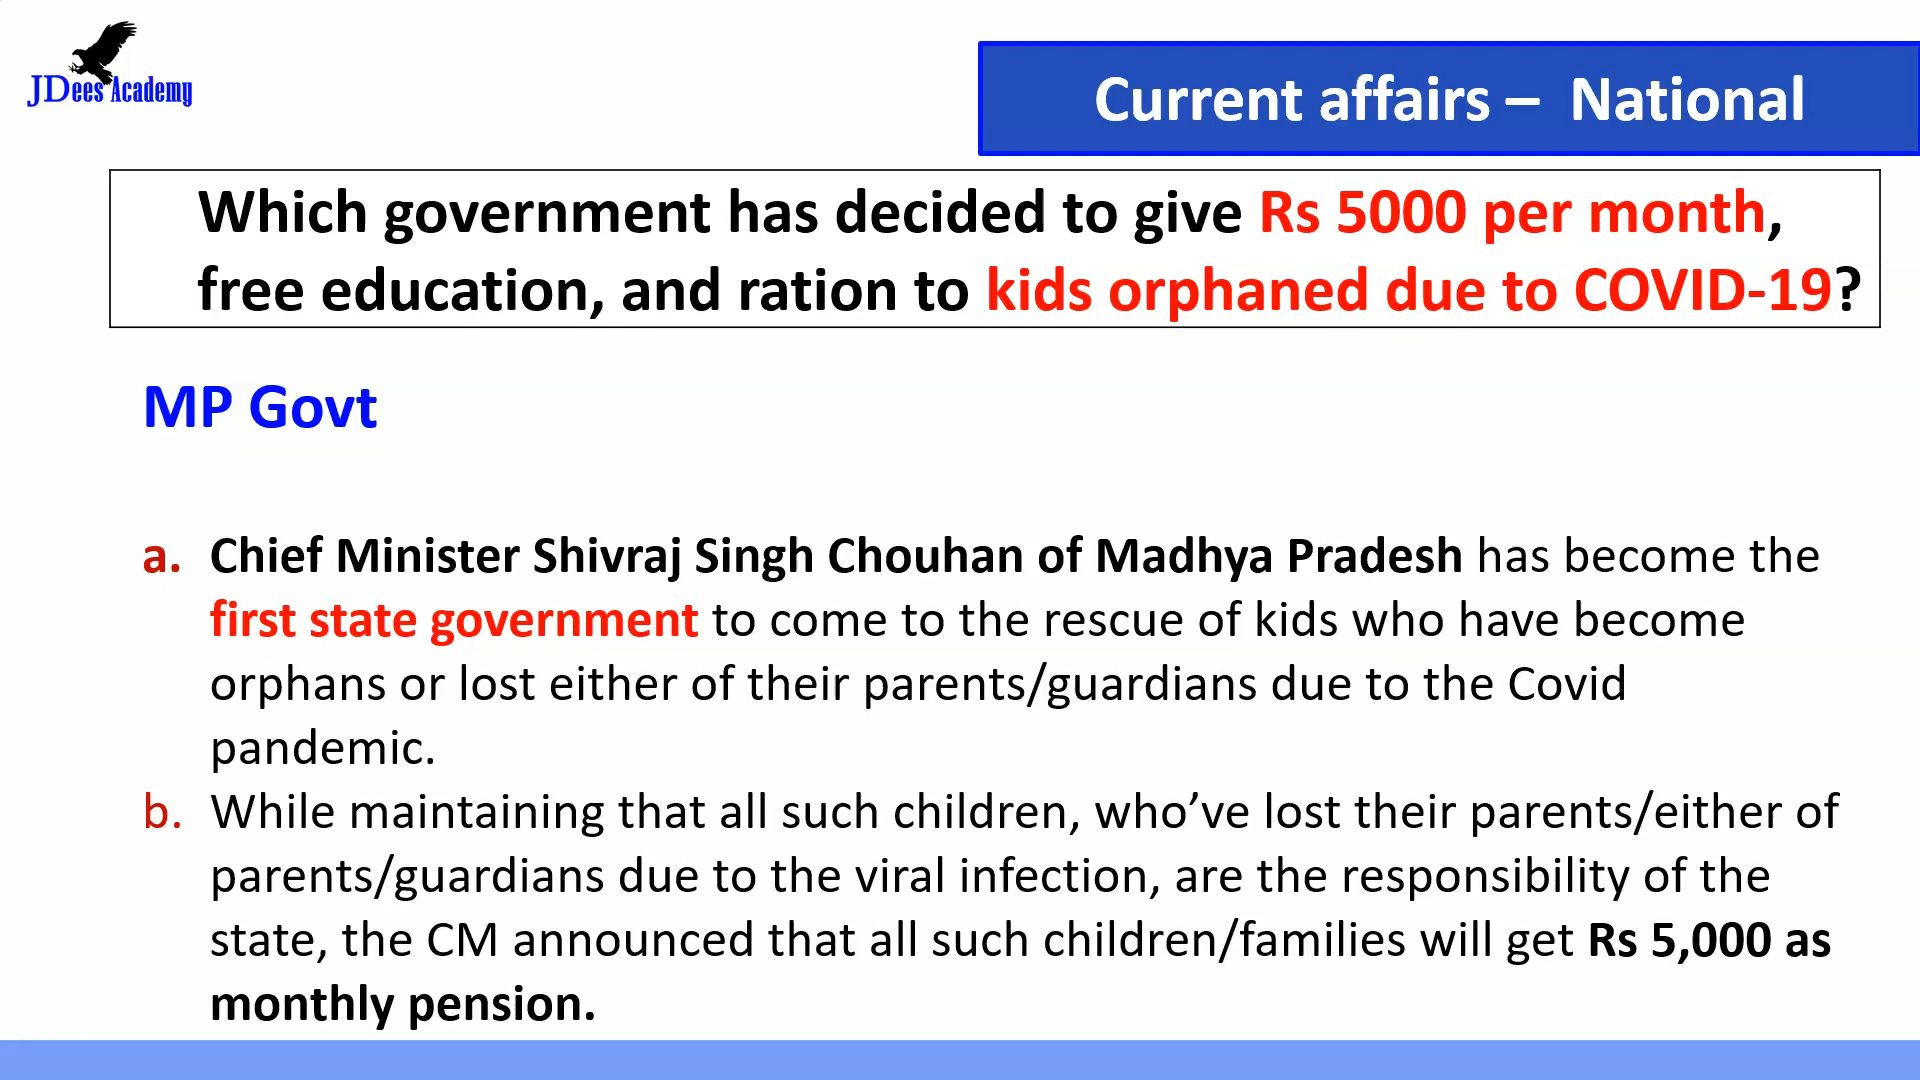 JDees Academy
Current affairs –  National
Which government has decided to give Rs 5000 per month,
free education, and ration to kids orphaned due to COVID-19?
MP Govt
a. Chief Minister Shivraj Singh Chouhan of Madhya Pradesh has become the
first state government to come to the rescue of kids who have become
orphans or lost either of their parents/guardians due to the Covid
pandemic.
b. While maintaining that all such children, who’ve lost their parents/either of
parents/guardians due to the viral infection, are the responsibility of the
state, the CM announced that all such children/families will get Rs 5,000 as
monthly pension.